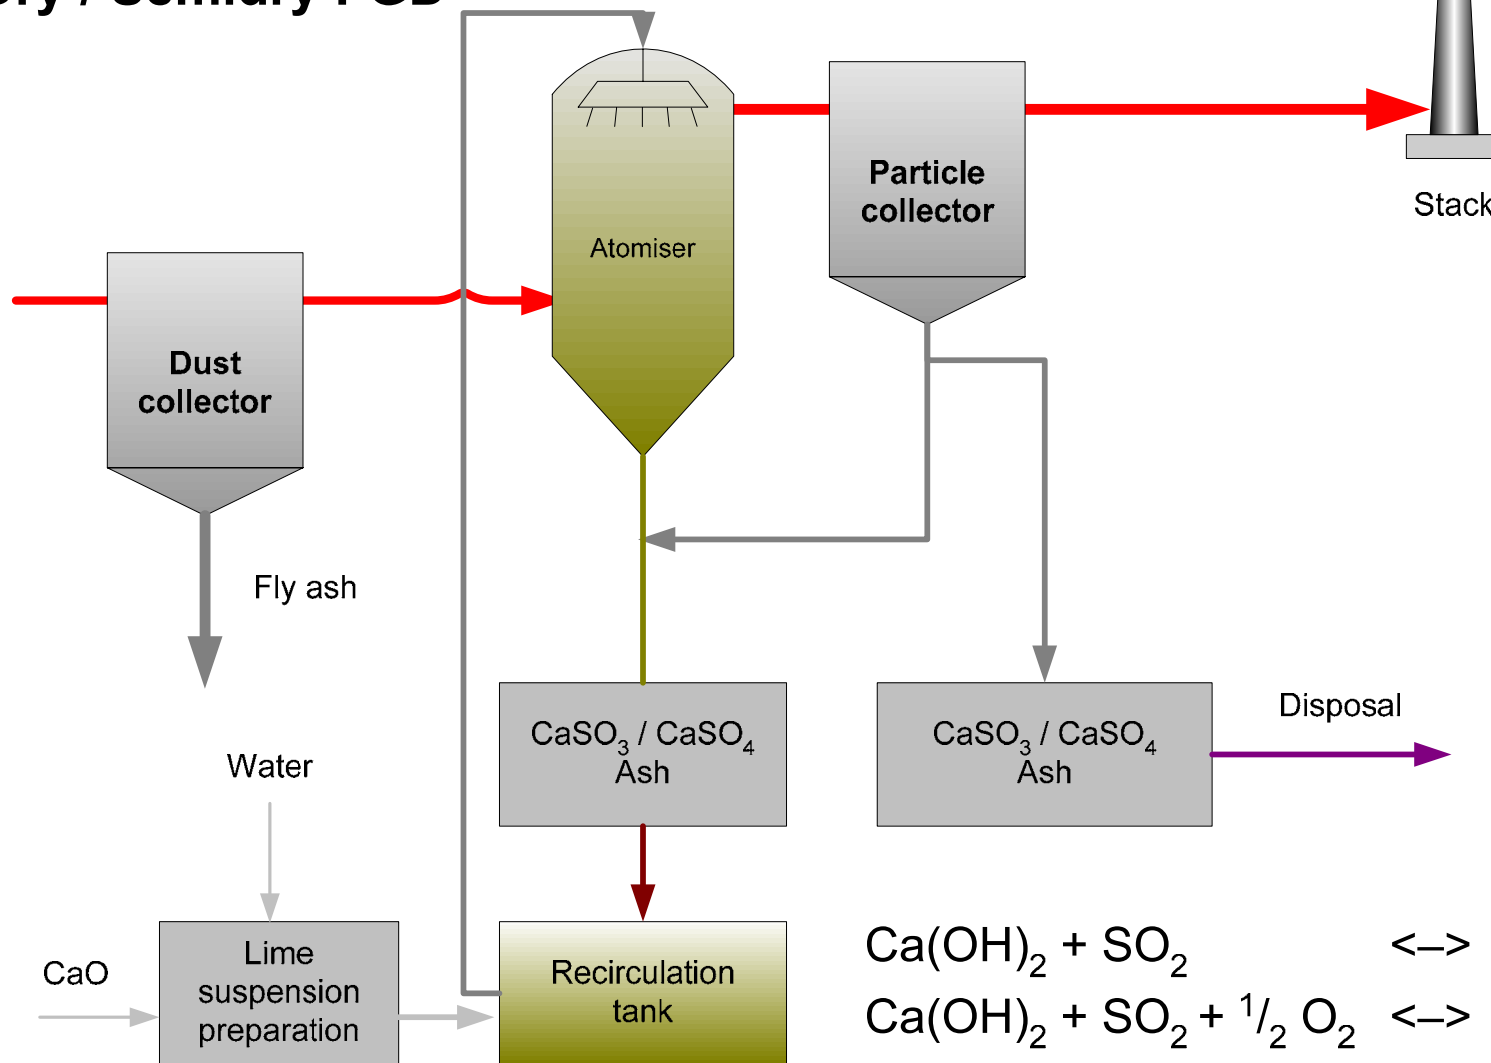 Stack
Particle
collector
Atomiser
Dust
collector
Fly ash
Disposal
CaSO₃ / CaSO₄
Ash
CaSO₃ / CaSO₄
Ash
Water
CaO
Lime
suspension
preparation
Recirculation
tank
Ca(OH)₂ + SO₂ <–>
Ca(OH)₂ + SO₂ + ¹/₂ O₂ <–>